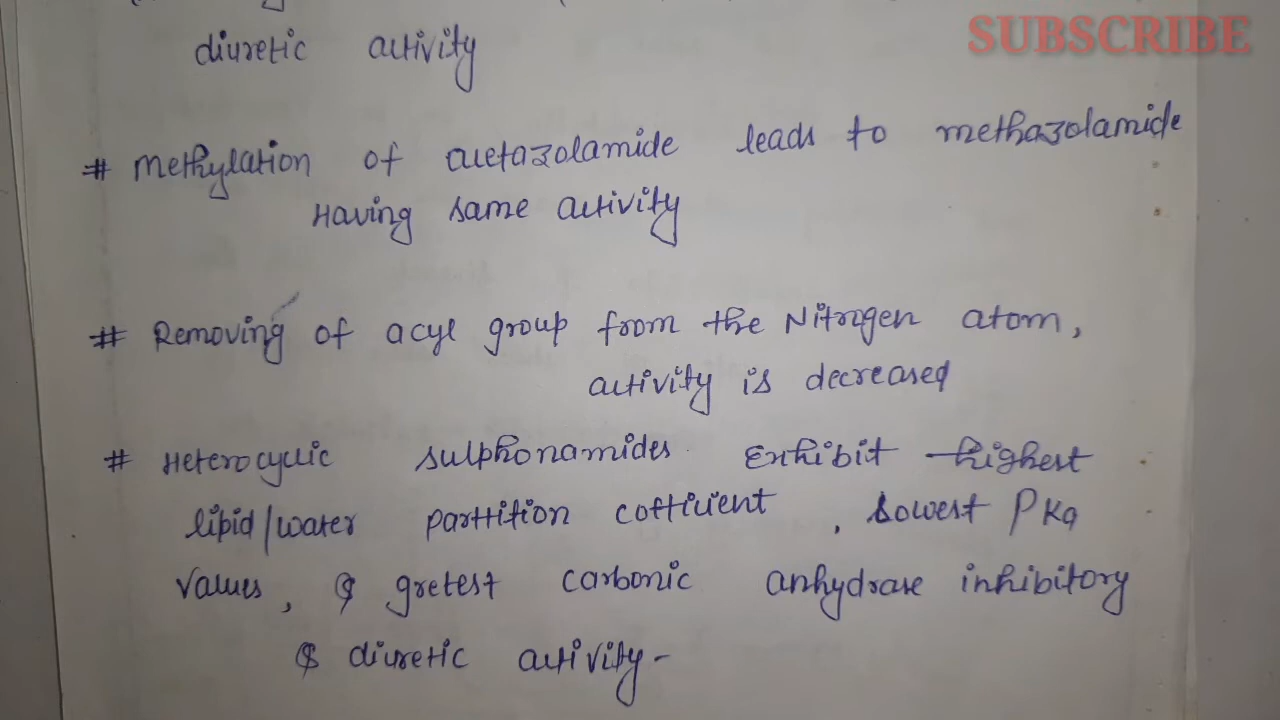 SUBSCRIBE
diuretic activity
# Methylation of acetazolamide leads to methazolamide
Having same activity
# Removing of acyl group from the Nitrogen atom,
activity is decreased
# Heterocyclic sulphonamides Exhibit highest
lipid/water parttition cofficient, Lowest PKa
values, & gretest carbonic anhydrase inhibitory
& diuretic activity-